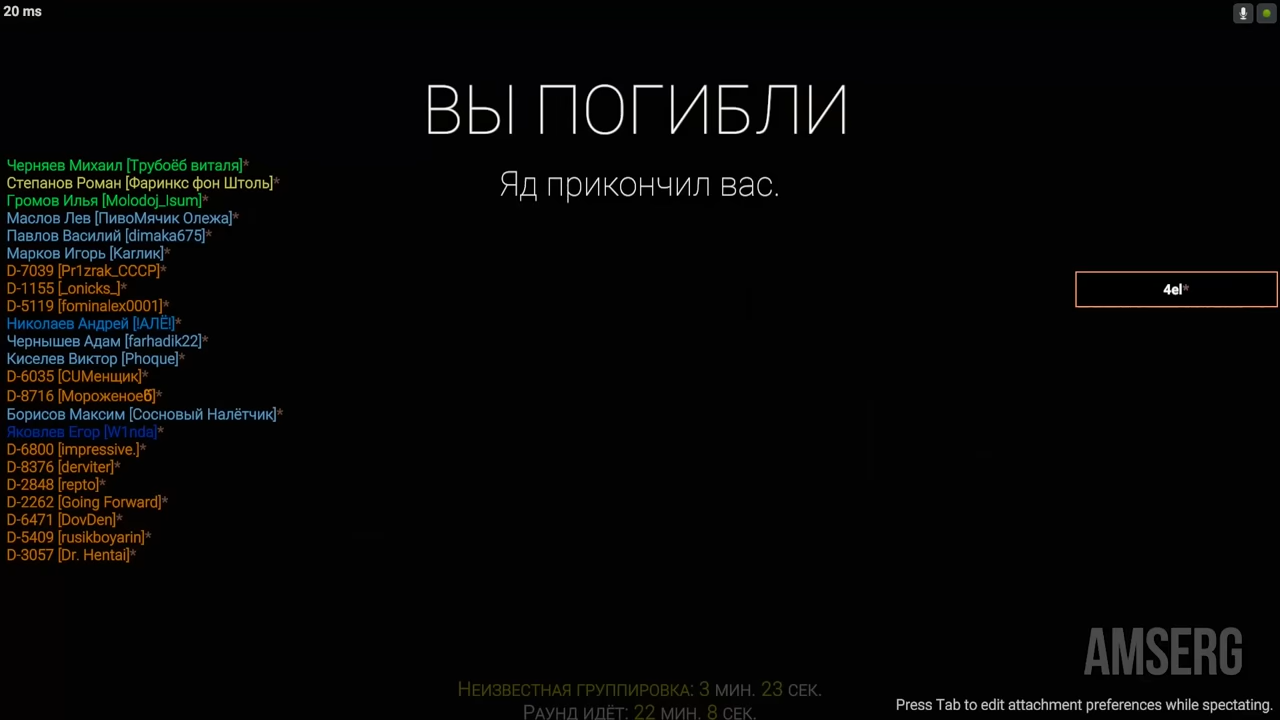 20 ms
ВЫ ПОГИБЛИ
Яд прикончил вас.
Черняев Михаил [Трубоёб виталя]*
Степанов Роман [Фаринкс фон Штоль]*
Громов Илья [Molodoj_Isum]*
Маслов Лев [ПивоМячик Олежа]*
Павлов Василий [dimaka675]*
Марков Игорь [Каглик]*
D-7039 [Pr1zrak_CCCP]*
D-1155 [_onicks_]*
D-5119 [fominalex0001]*
Николаев Андрей [!АЛЁ!]*
Чернышев Адам [farhadik22]*
Киселев Виктор [Phoque]*
D-6035 [CUMенщик]*
D-8716 [Мороженоеб]*
Борисов Максим [Сосновый Налётчик]*
Яковлев Егор [W1nda]*
D-6800 [impressive.]*
D-8376 [derviter]*
D-2848 [repto]*
D-2262 [Going Forward]*
D-6471 [DovDen]*
D-5409 [rusikboyarin]*
D-3057 [Dr. Hentai]*
4el*
AMSERG
НЕИЗВЕСТНАЯ ГРУППИРОВКА: 3 МИН. 23 СЕК.
РАУНД ИДЁТ: 22 МИН. 8 СЕК.
Press Tab to edit attachment preferences while spectating.